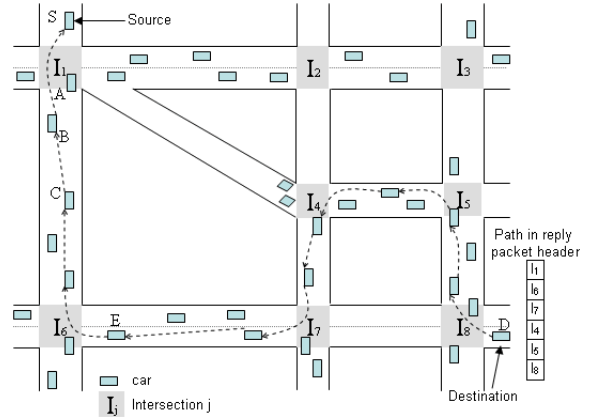 S
Source
I1
I2
I3
A
B
C
I4
I5
Path in reply
packet header
I1
I6
I7
I4
I5
I8
E
D
I6
I7
I8
car
Ij Intersection j
Destination